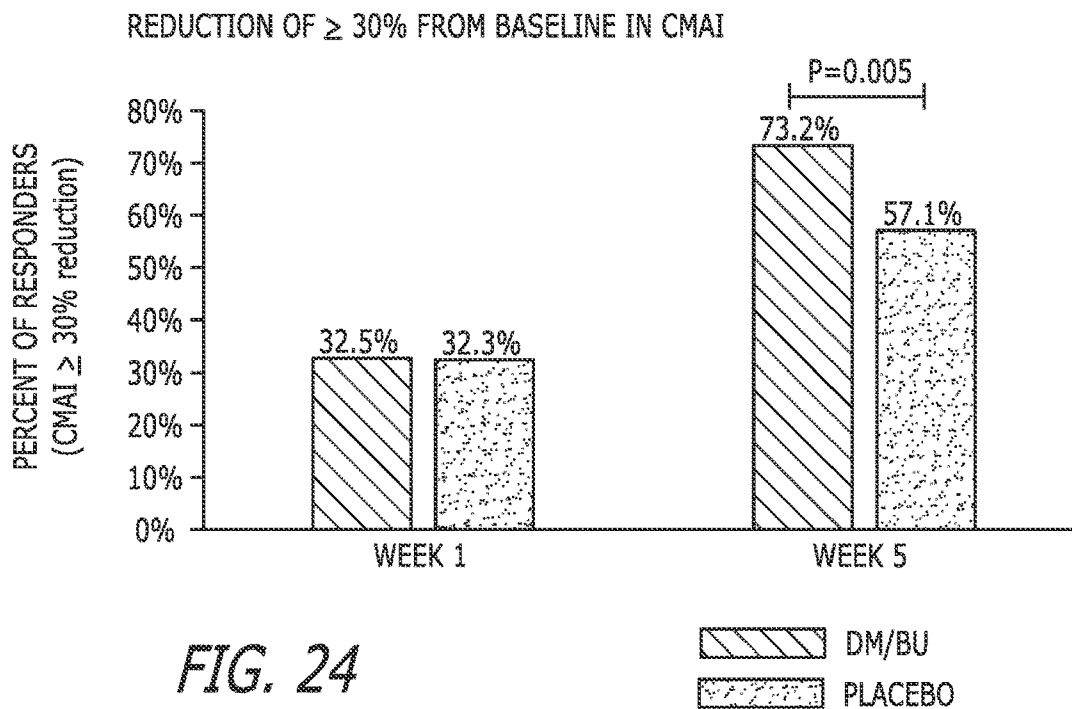 REDUCTION OF ≥ 30% FROM BASELINE IN CMAI
P=0.005
PERCENT OF RESPONDERS
(CMAI ≥ 30% reduction)
80%
70%
60%
50%
40%
30%
20%
10%
0%
32.5%
32.3%
73.2%
57.1%
WEEK 1
WEEK 5
FIG. 24
DM/BU
PLACEBO